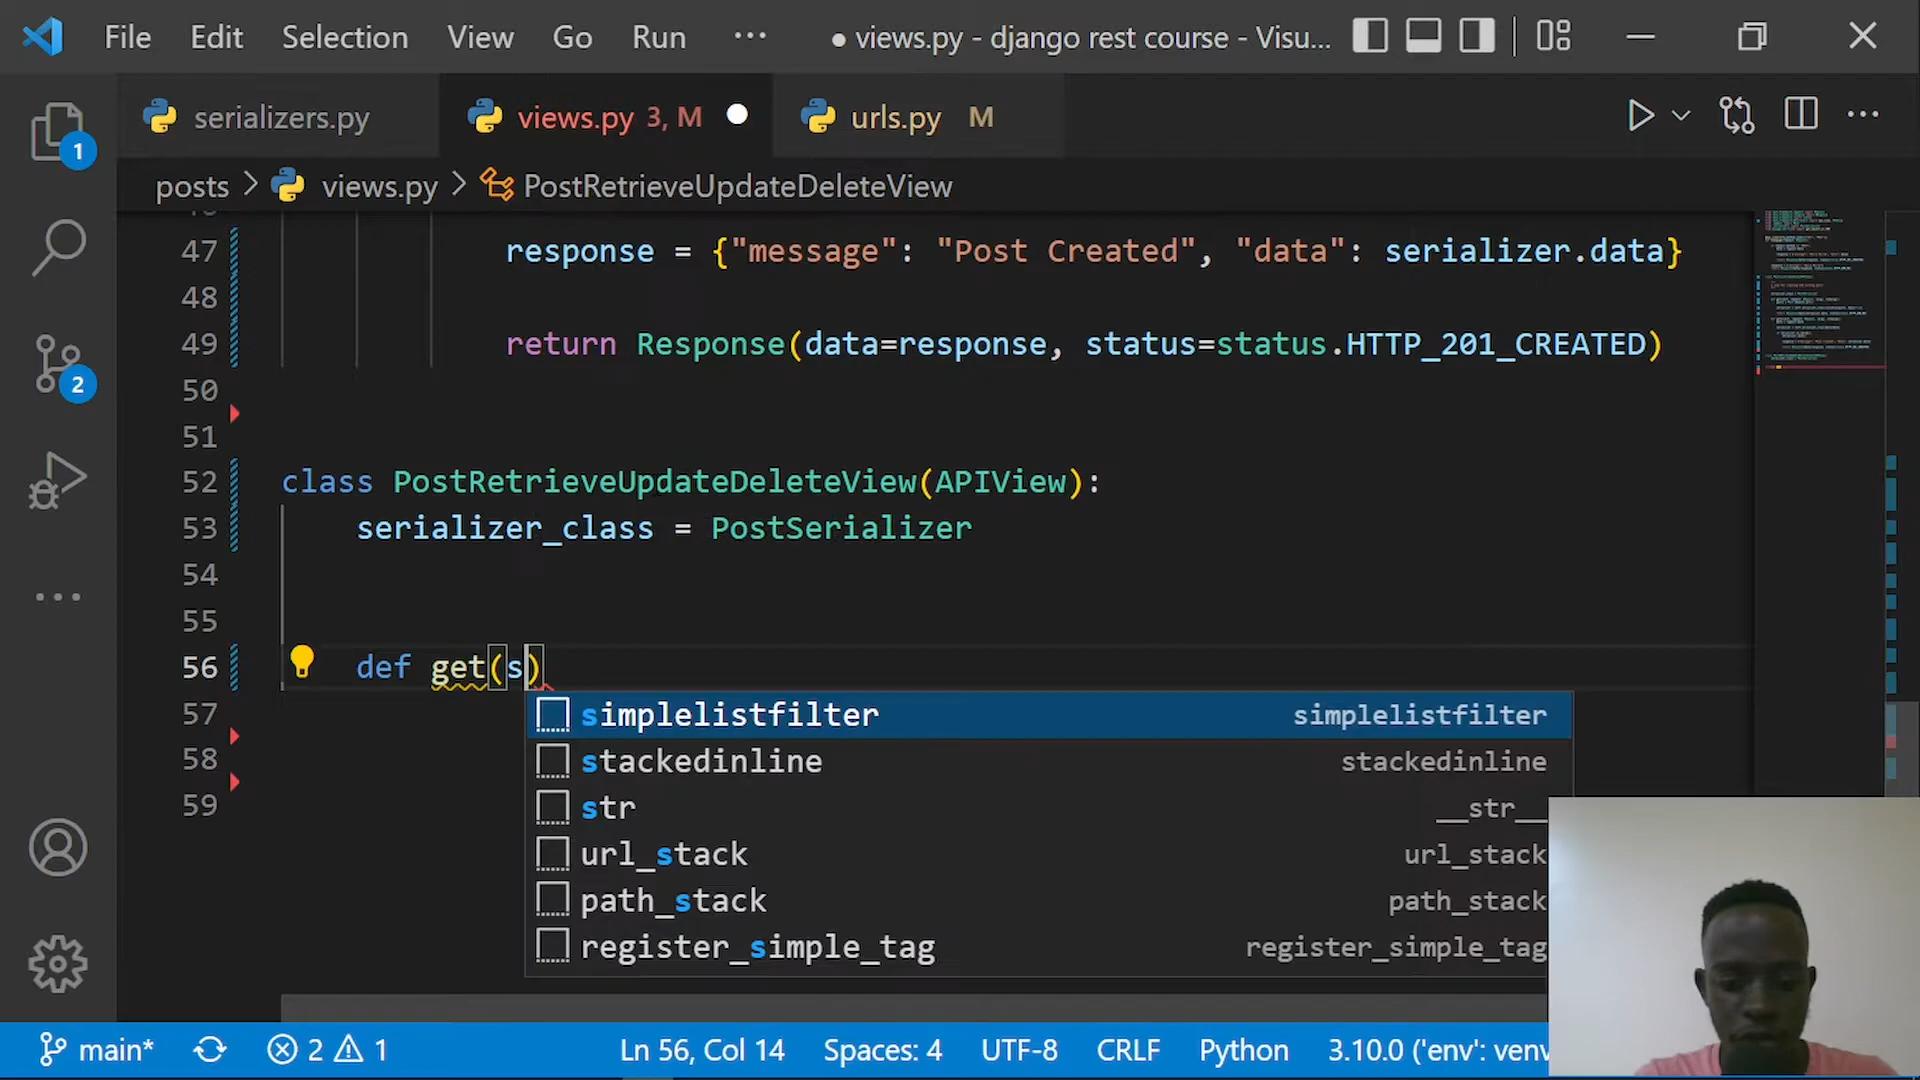 File Edit Selection View Go Run ··· ● views.py - django rest course - Visu...
serializers.py views.py 3, M urls.py M
posts > views.py > PostRetrieveUpdateDeleteView
47 response = {"message": "Post Created", "data": serializer.data}
48
49 return Response(data=response, status=status.HTTP_201_CREATED)
50
51
52 class PostRetrieveUpdateDeleteView(APIView):
53 serializer_class = PostSerializer
54
55
56 def get(s)
57
58
59
simplelistfilter simplelistfilter
stackedinline stackedinline
str __str__
url_stack url_stack
path_stack path_stack
register_simple_tag register_simple_tag
1
2
main* 2 1 Ln 56, Col 14 Spaces: 4 UTF-8 CRLF Python 3.10.0 ('env': venv